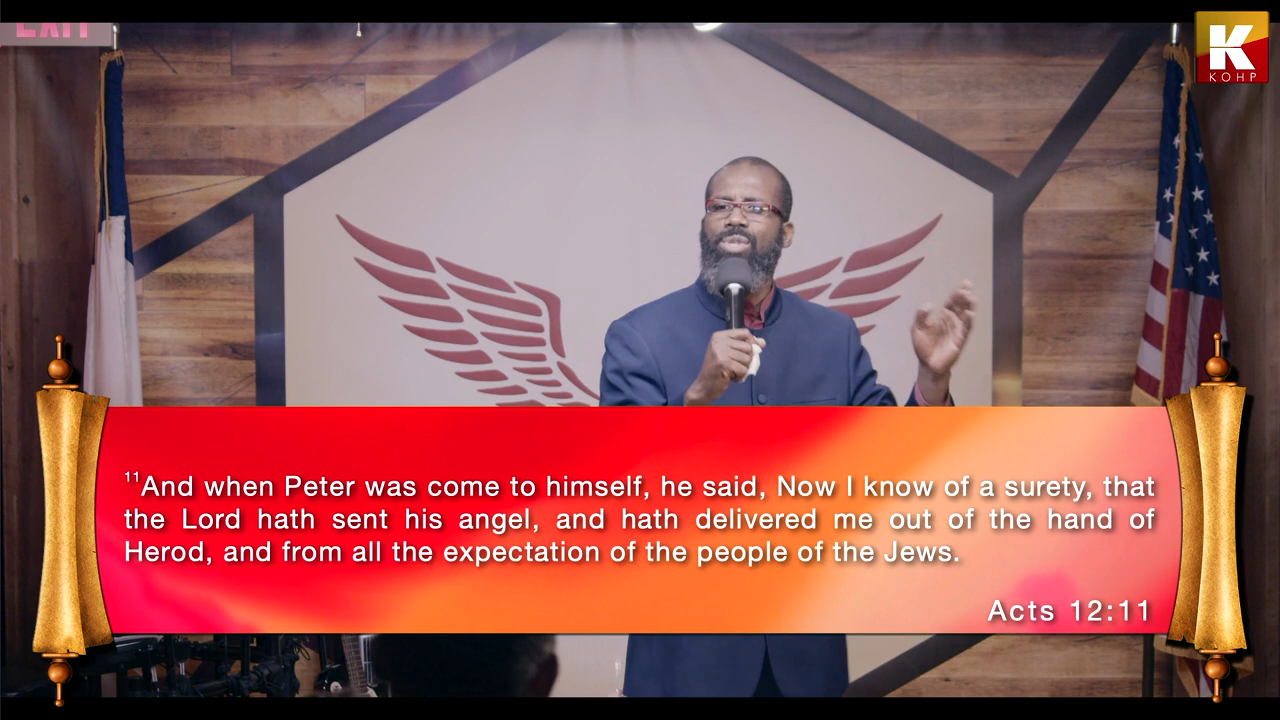 EXIT
K
KOHP
11And when Peter was come to himself, he said, Now I know of a surety, that
the Lord hath sent his angel, and hath delivered me out of the hand of
Herod, and from all the expectation of the people of the Jews.
Acts 12:11